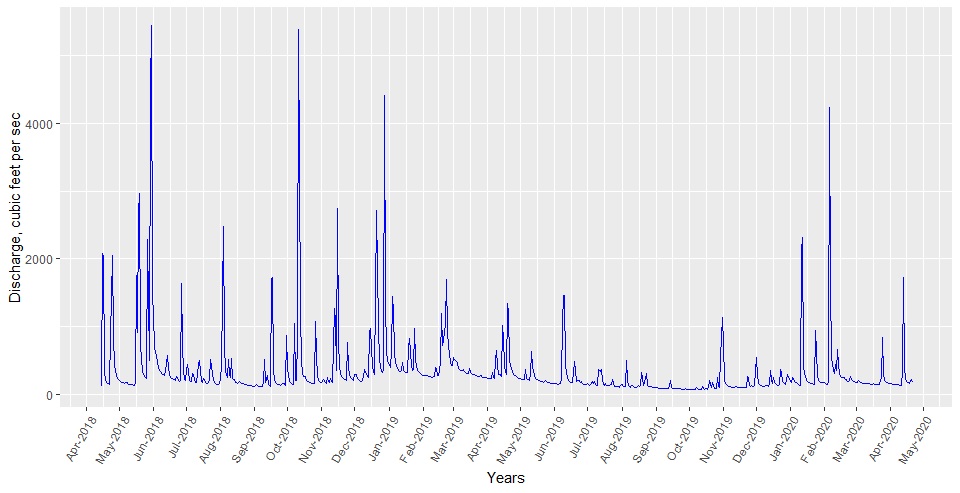 Discharge, cubic feet per sec
4000
2000
0
Apr-2018
May-2018
Jun-2018
Jul-2018
Aug-2018
Sep-2018
Oct-2018
Nov-2018
Dec-2018
Jan-2019
Feb-2019
Mar-2019
Apr-2019
May-2019
Jun-2019
Jul-2019
Aug-2019
Sep-2019
Oct-2019
Nov-2019
Dec-2019
Jan-2020
Feb-2020
Mar-2020
Apr-2020
May-2020
Years